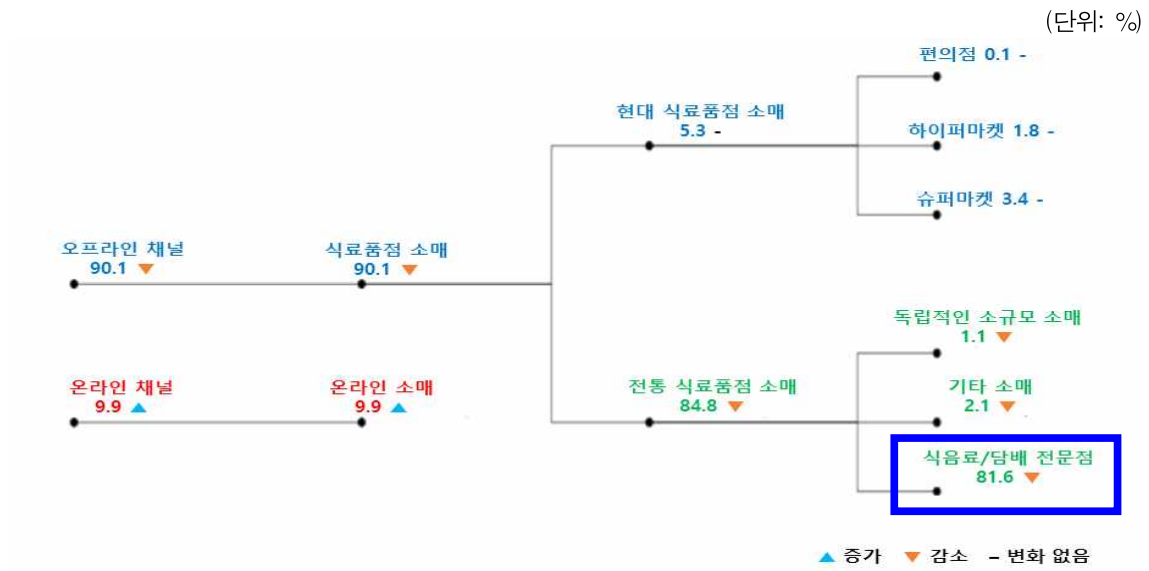 (단위: %)
편의점 0.1 -
현대 식료품점 소매
5.3 -
하이퍼마켓 1.8 -
슈퍼마켓 3.4 -
오프라인 채널
90.1 ▼
식료품점 소매
90.1 ▼
독립적인 소규모 소매
1.1 ▼
온라인 채널
9.9 ▲
온라인 소매
9.9 ▲
전통 식료품점 소매
84.8 ▼
기타 소매
2.1 ▼
식음료/담배 전문점
81.6 ▼
▲ 증가 ▼ 감소 – 변화 없음